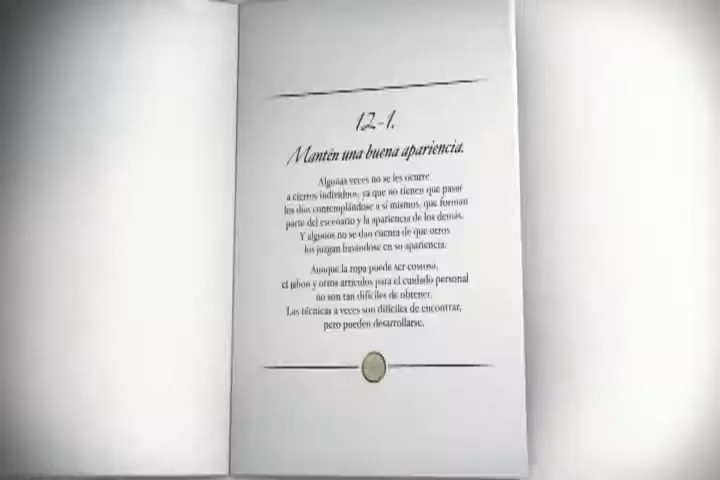 12-1.
Mantén una buena apariencia.
Algunas veces no se les ocurre
a ciertos individuos, ya que no tienen que pasar
los días contemplándose a sí mismos, que forman
parte del escenario y la apariencia de los demás.
Y algunos no se dan cuenta de que otros
los juzgan basándose en su apariencia.
Aunque la ropa puede ser costosa,
el jabón y otros artículos para el cuidado personal
no son tan difíciles de obtener.
Las técnicas a veces son difíciles de encontrar,
pero pueden desarrollarse.